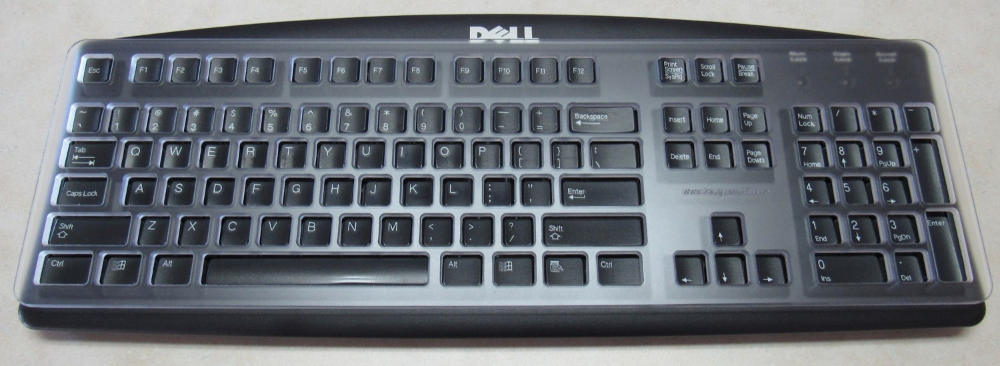 DELL
Esc F1 F2 F3 F4 F5 F6 F7 F8 F9 F10 F11 F12 Print Screen SysRq Scroll Lock Pause Break Num Lock Caps Lock Scroll Lock
~ ` ! 1 @ 2 # 3 $ 4 % 5 ^ 6 & 7 * 8 ( 9 ) 0 — - + = Backspace ← Insert Home Page Up Num Lock / * -
Tab Q W E R T Y U I O P { [ } ] \ Delete End Page Down 7 Home 8 ↑ 9 PgUp +
Caps Lock A S D F G H J K L : ; " ' Enter 4 ← 5 6 →
Shift Z X C V B N M < , > . ? / Shift ↑ 1 End 2 ↓ 3 PgDn Enter
Ctrl Alt Alt Ctrl ← ↓ → 0 Ins . Del